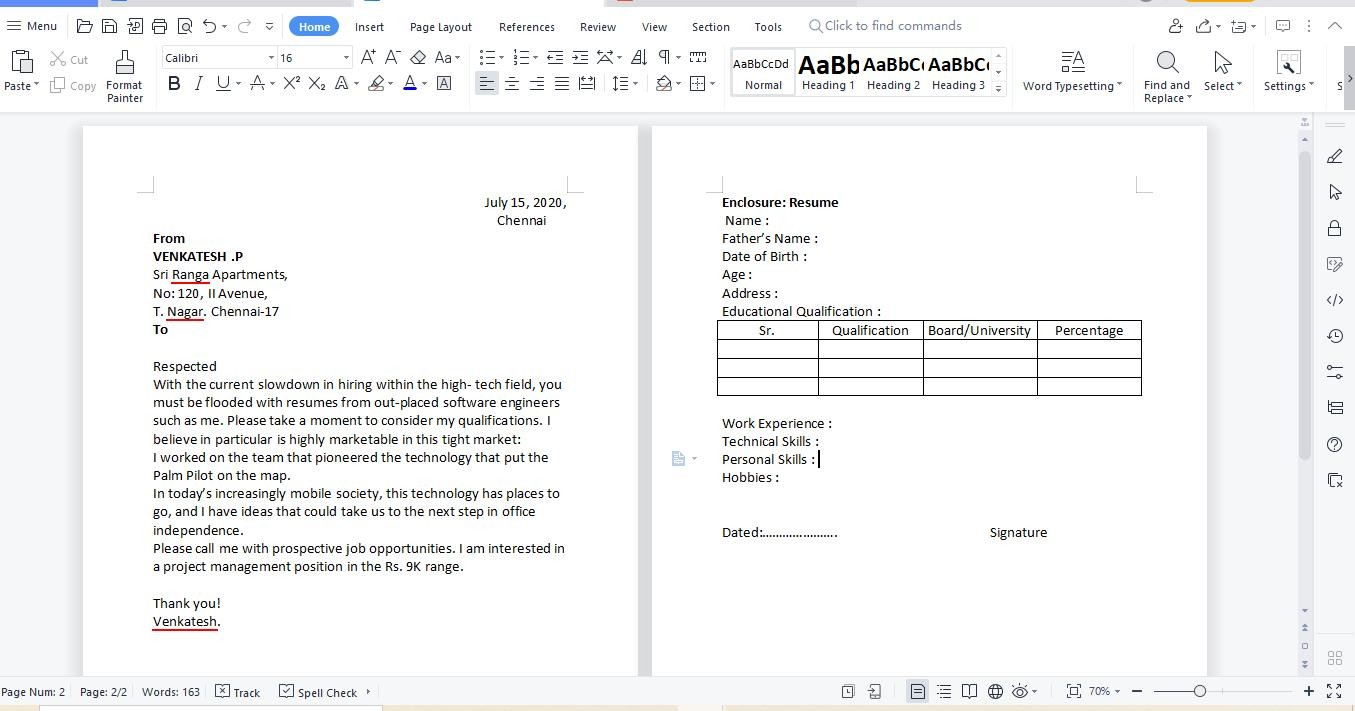 Menu
Home
Insert
Page Layout
References
Review
View
Section
Tools
Click to find commands
Paste
Cut
Copy
Format
Painter
Calibri
16
AaBbCcDd
Normal
AaBb
Heading 1
AaBbC
Heading 2
AaBbC
Heading 3
Word Typesetting
Find and
Replace
Select
Settings
July 15, 2020,
Chennai
From
VENKATESH .P
Sri Ranga Apartments,
No: 120, II Avenue,
T. Nagar. Chennai-17
To
Respected
With the current slowdown in hiring within the high- tech field, you
must be flooded with resumes from out-placed software engineers
such as me. Please take a moment to consider my qualifications. I
believe in particular is highly marketable in this tight market:
I worked on the team that pioneered the technology that put the
Palm Pilot on the map.
In today’s increasingly mobile society, this technology has places to
go, and I have ideas that could take us to the next step in office
independence.
Please call me with prospective job opportunities. I am interested in
a project management position in the Rs. 9K range.
Thank you!
Venkatesh.
Enclosure: Resume
Name :
Father’s Name :
Date of Birth :
Age :
Address :
Educational Qualification :
Sr. Qualification Board/University Percentage
Work Experience :
Technical Skills :
Personal Skills :
Hobbies :
Dated:...................... Signature
Page Num: 2 Page: 2/2 Words: 163 Track Spell Check 70%